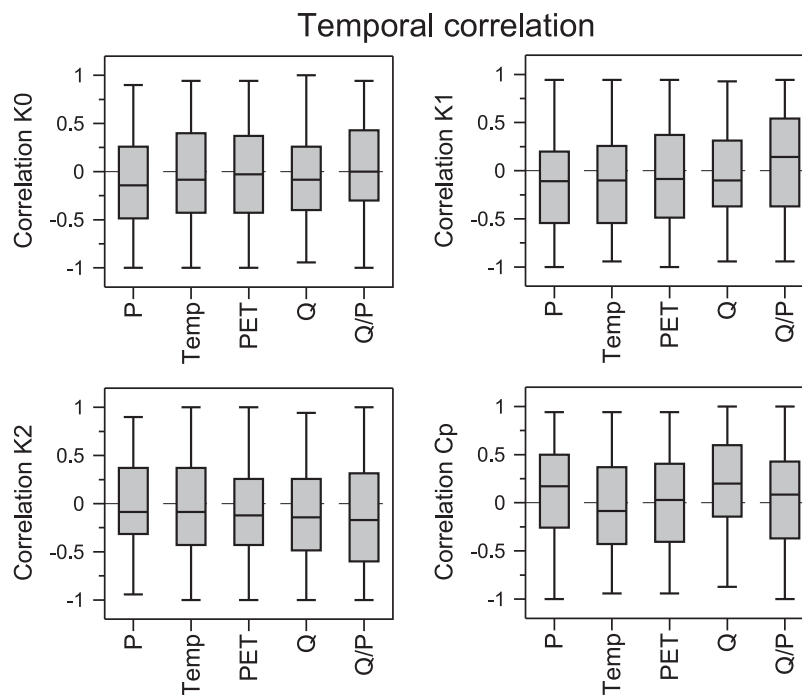 Temporal correlation
Correlation K0
1
0.5
0
-0.5
-1
P
Temp
PET
Q
Q/P
Correlation K1
1
0.5
0
-0.5
-1
P
Temp
PET
Q
Q/P
Correlation K2
1
0.5
0
-0.5
-1
P
Temp
PET
Q
Q/P
Correlation Cp
1
0.5
0
-0.5
-1
P
Temp
PET
Q
Q/P